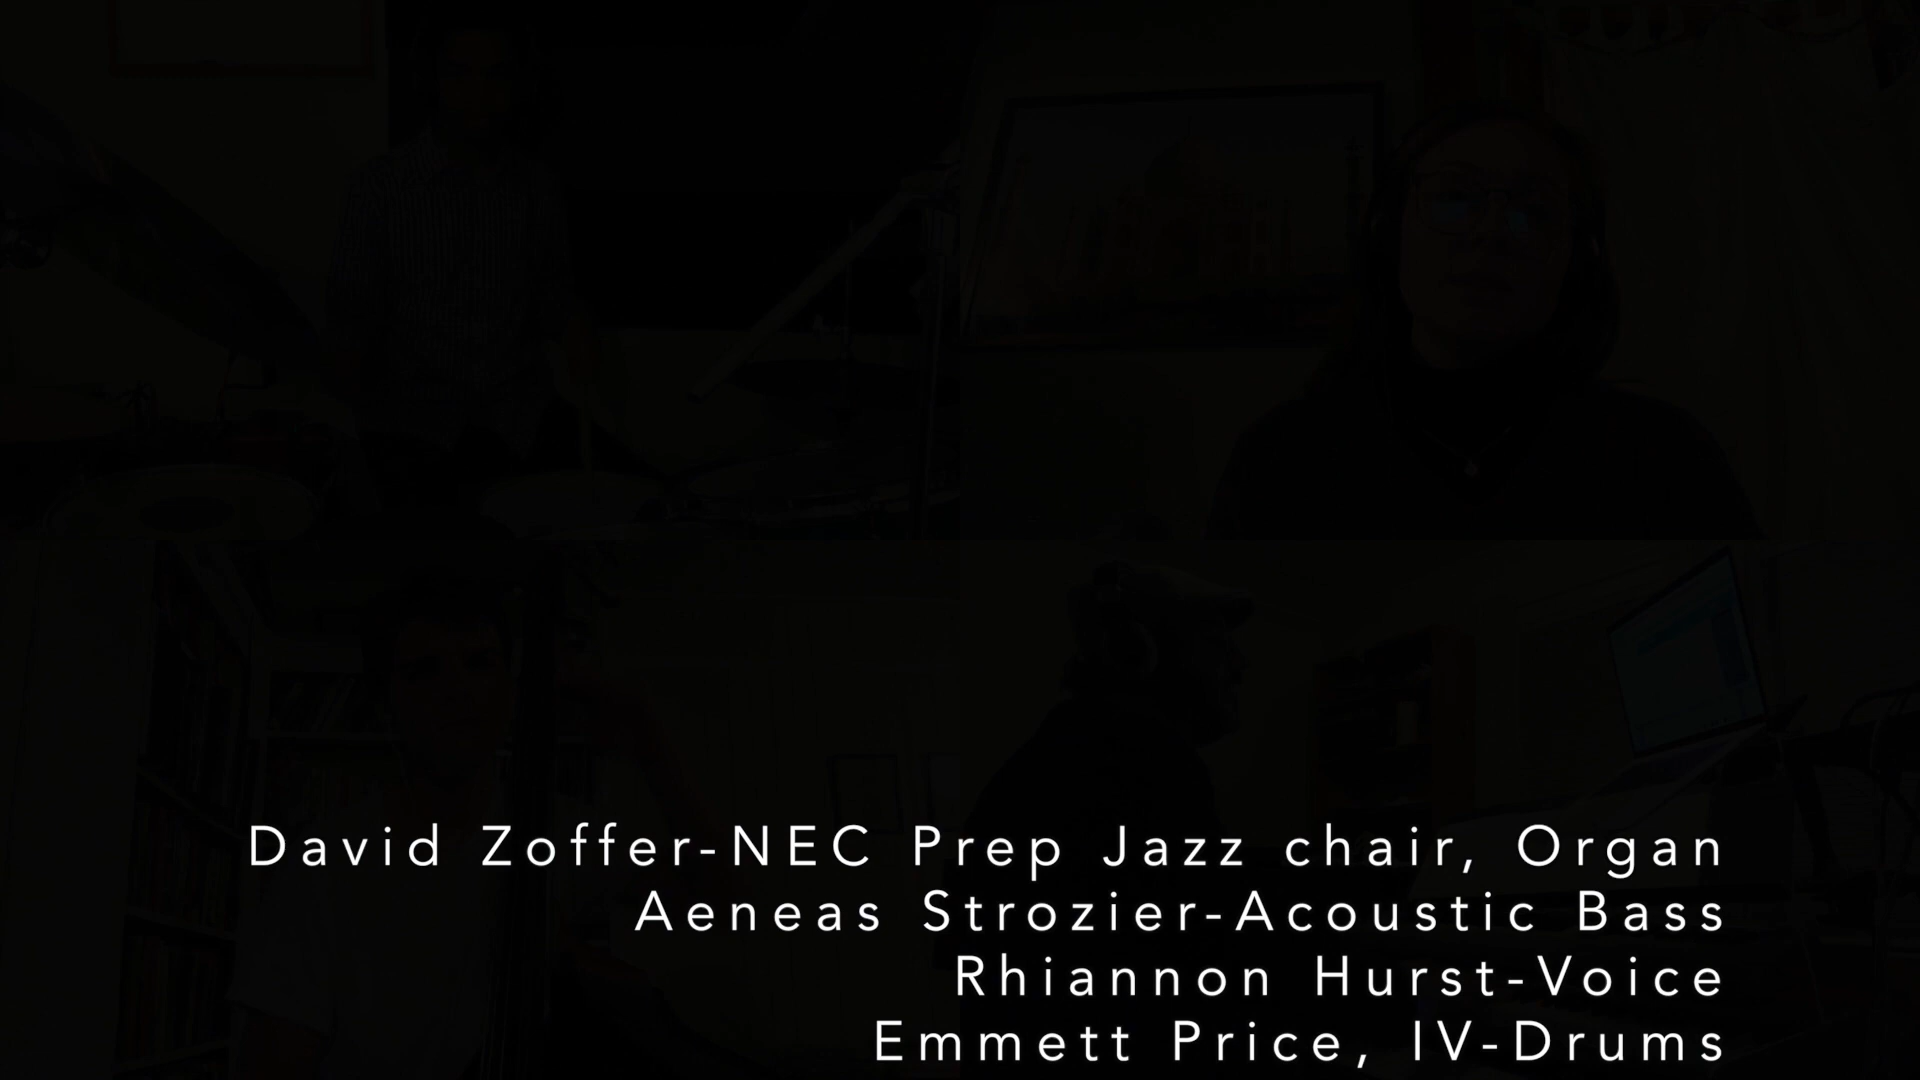 David Zoffer-NEC Prep Jazz chair, Organ
Aeneas Strozier-Acoustic Bass
Rhiannon Hurst-Voice
Emmett Price, IV-Drums